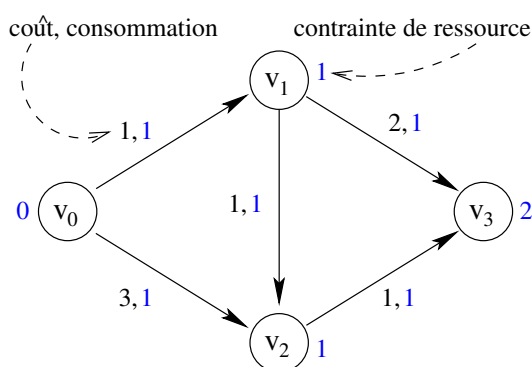 coût, consommation
contrainte de ressource
v1
1
1, 1
2, 1
0
v0
1, 1
v3
2
3, 1
1, 1
v2
1